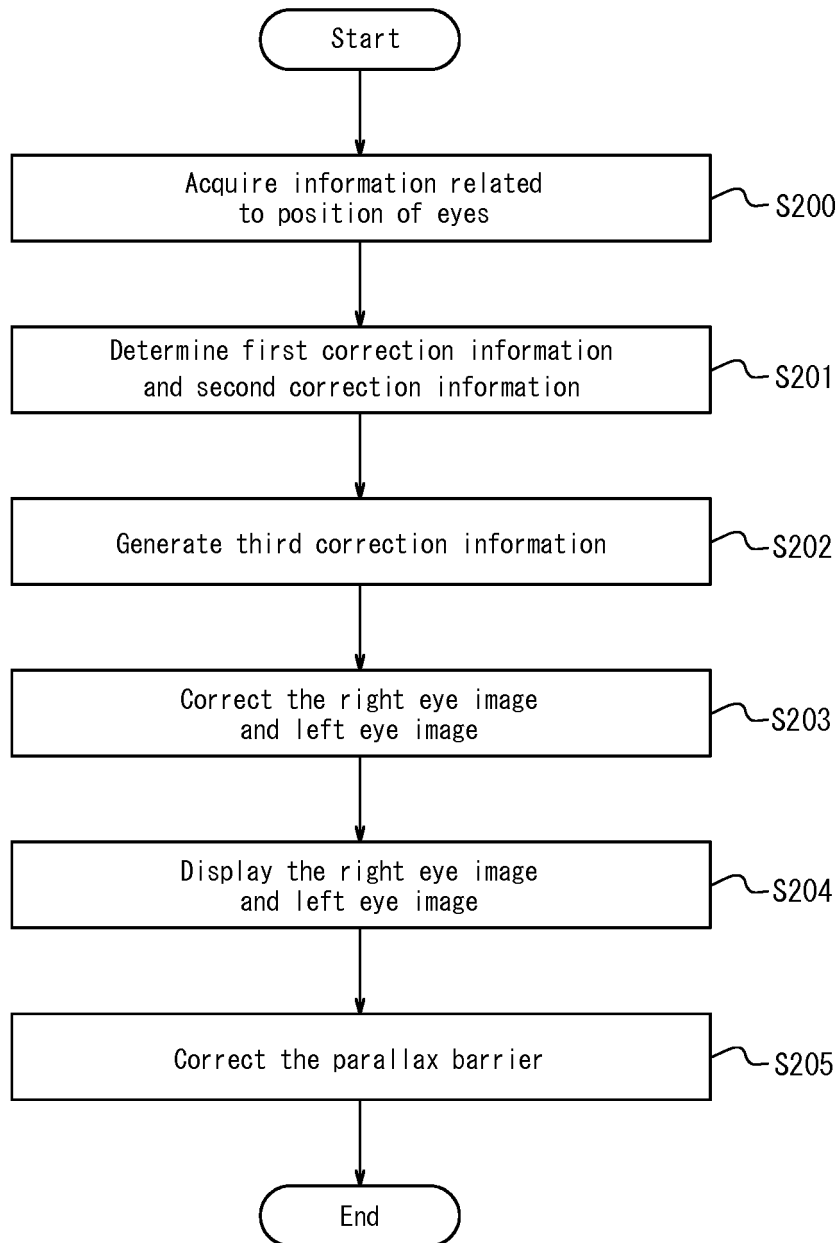 Start
Acquire information related
to position of eyes
S200
Determine first correction information
and second correction information
S201
Generate third correction information
S202
Correct the right eye image
and left eye image
S203
Display the right eye image
and left eye image
S204
Correct the parallax barrier
S205
End